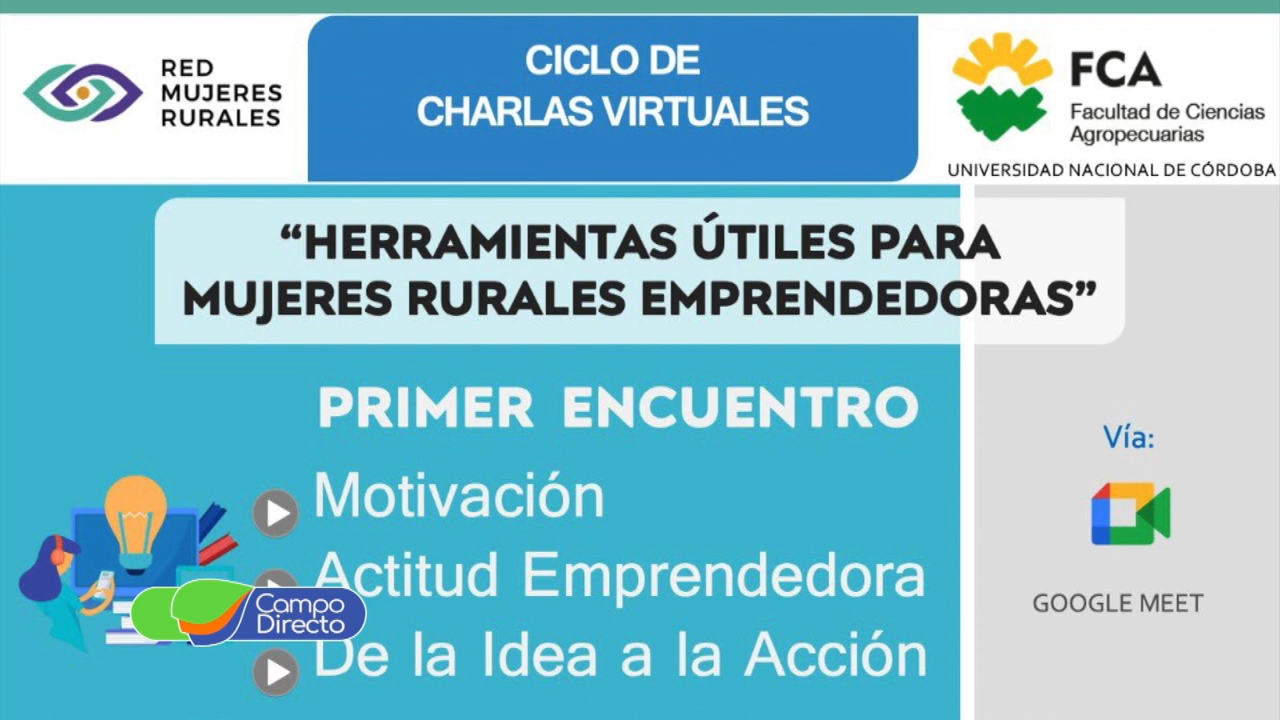 RED
MUJERES
RURALES
CICLO DE
CHARLAS VIRTUALES
FCA
Facultad de Ciencias
Agropecuarias
UNIVERSIDAD NACIONAL DE CÓRDOBA
“HERRAMIENTAS ÚTILES PARA
MUJERES RURALES EMPRENDEDORAS”
PRIMER ENCUENTRO
Motivación
Actitud Emprendedora
De la Idea a la Acción
Vía:
GOOGLE MEET
Campo
Directo